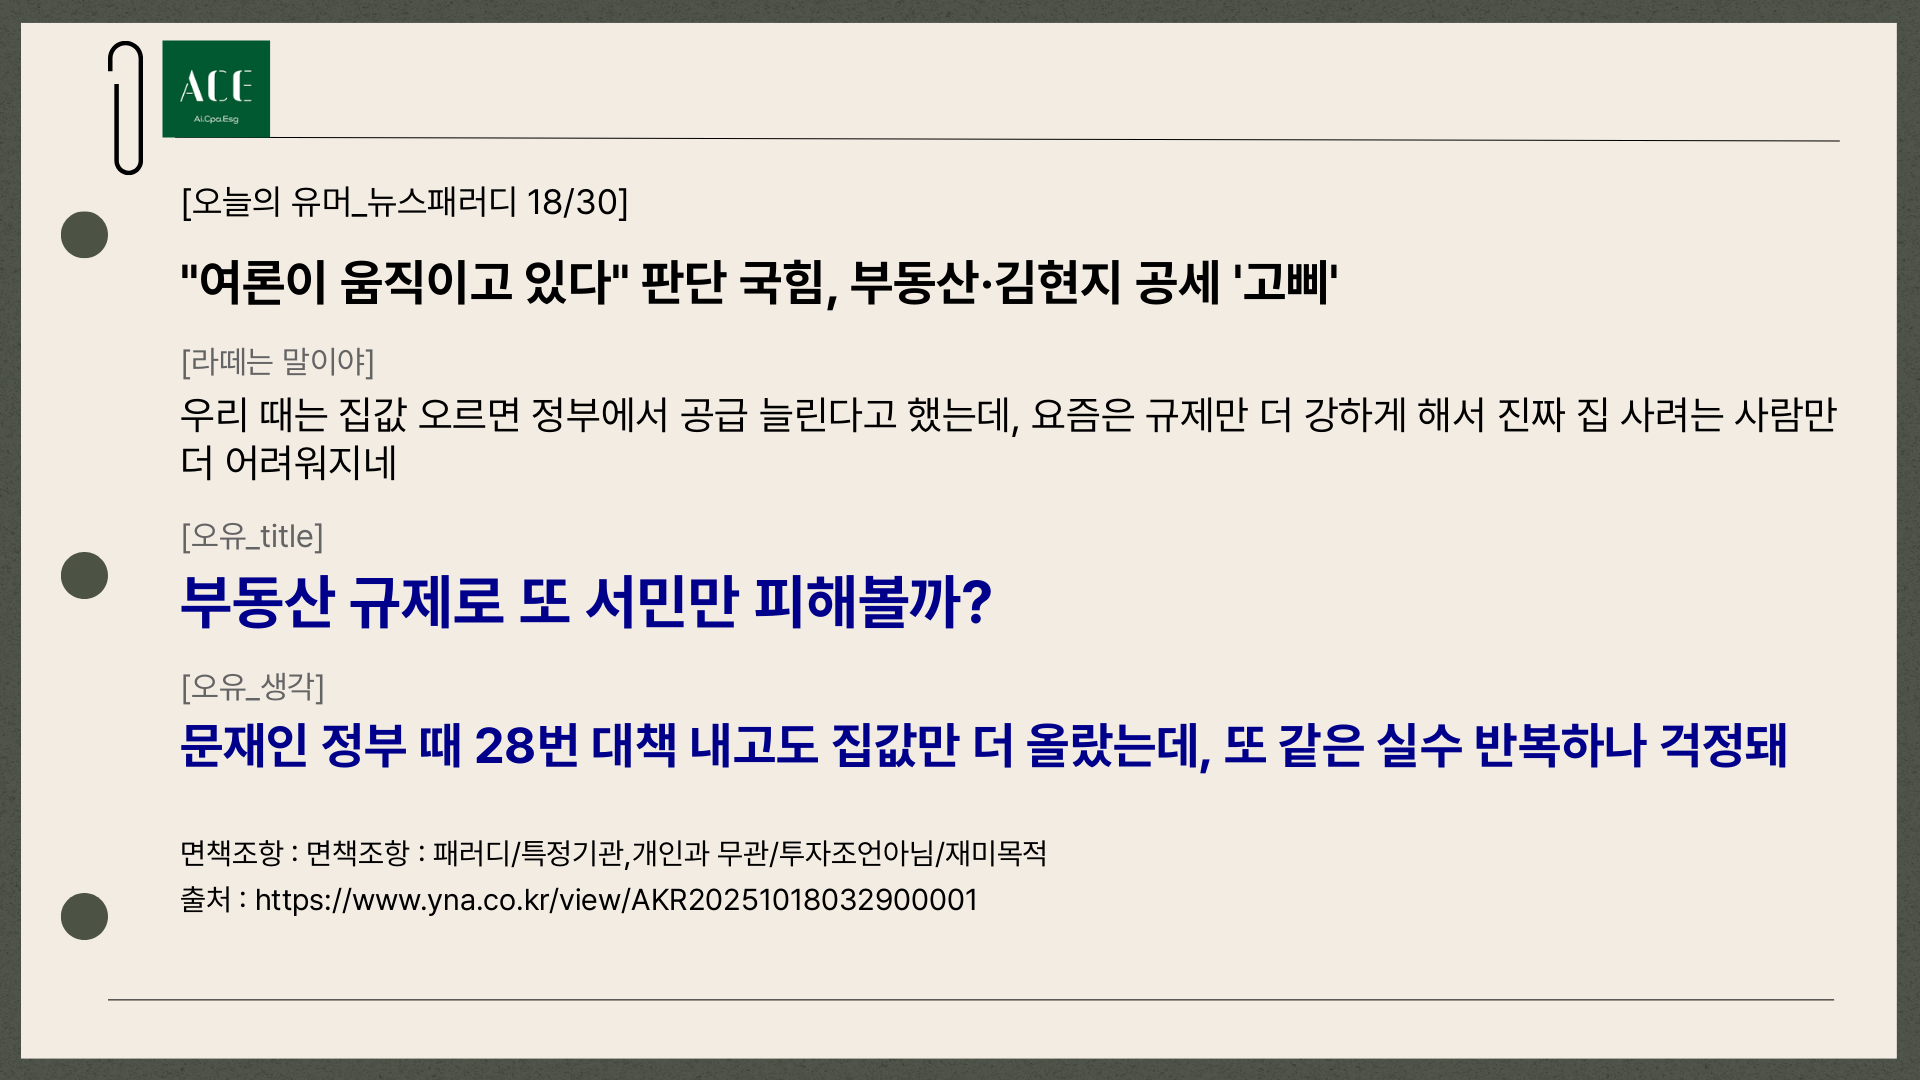 ACE
Ai.Cpa.Esg
[오늘의 유머_뉴스패러디 18/30]
"여론이 움직이고 있다" 판단 국힘, 부동산·김현지 공세 '고삐'
[라떼는 말이야]
우리 때는 집값 오르면 정부에서 공급 늘린다고 했는데, 요즘은 규제만 더 강하게 해서 진짜 집 사려는 사람만
더 어려워지네
[오유_title]
부동산 규제로 또 서민만 피해볼까?
[오유_생각]
문재인 정부 때 28번 대책 내고도 집값만 더 올랐는데, 또 같은 실수 반복하나 걱정돼
면책조항 : 면책조항 : 패러디/특정기관,개인과 무관/투자조언아님/재미목적
출처 : https://www.yna.co.kr/view/AKR20251018032900001